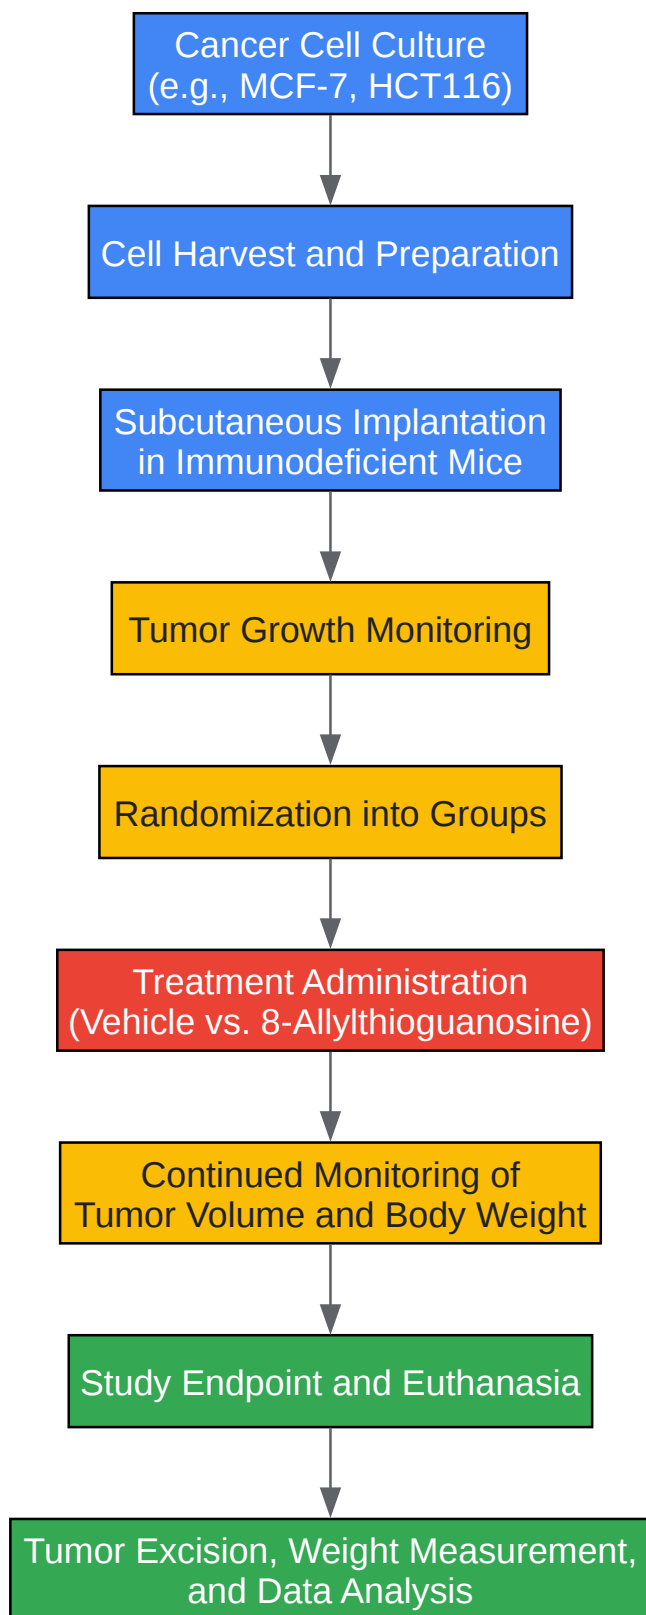 Cancer Cell Culture
(e.g., MCF-7, HCT116)
Cell Harvest and Preparation
Subcutaneous Implantation
in Immunodeficient Mice
Tumor Growth Monitoring
Randomization into Groups
Treatment Administration
(Vehicle vs. 8-Allylthioguanosine)
Continued Monitoring of
Tumor Volume and Body Weight
Study Endpoint and Euthanasia
Tumor Excision, Weight Measurement,
and Data Analysis